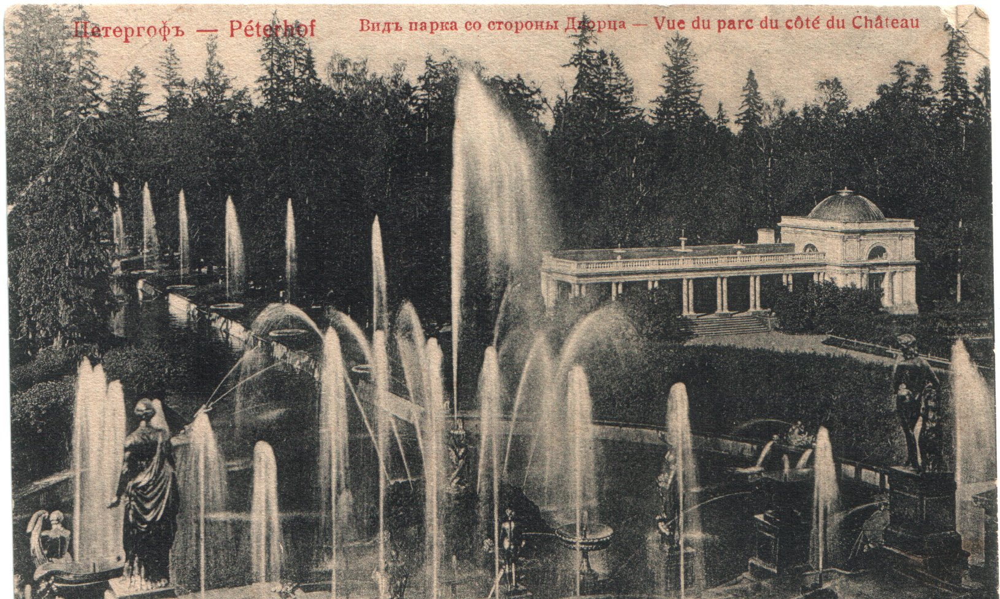 Петергофъ — Péterhof Видъ парка со стороны Дворца — Vue du parc du côté du Château